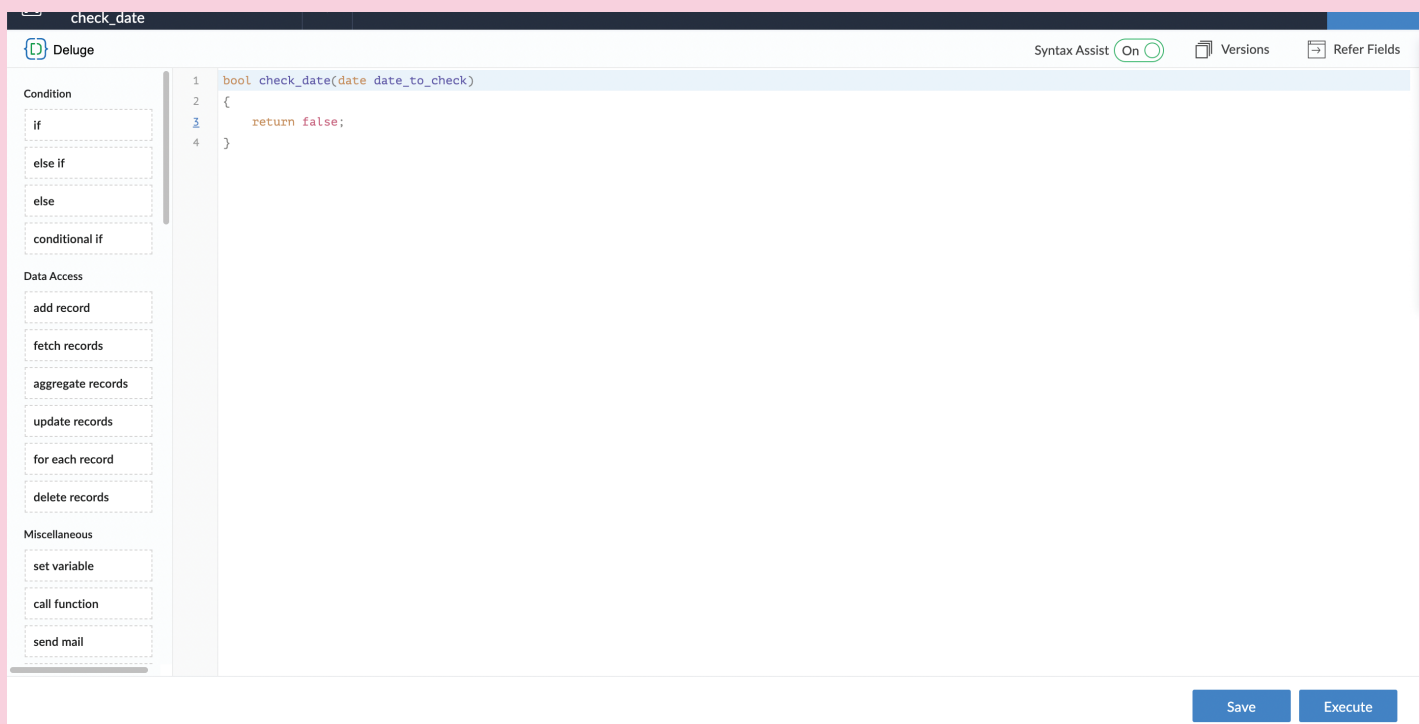 check_date
Deluge
Syntax Assist On Versions Refer Fields
Condition
if
else if
else
conditional if
Data Access
add record
fetch records
aggregate records
update records
for each record
delete records
Miscellaneous
set variable
call function
send mail
1 bool check_date(date date_to_check)
2 {
3 return false;
4 }
Save Execute